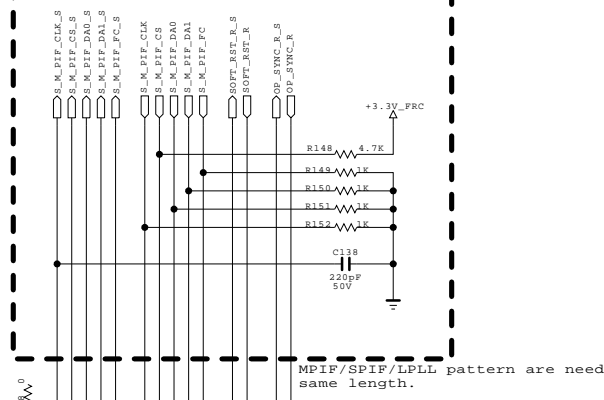 S_M_PIF_CLK_S
S_M_PIF_CS_S
S_M_PIF_DA0_S
S_M_PIF_DA1_S
S_M_PIF_FC_S
S_M_PIF_CLK
S_M_PIF_CS
S_M_PIF_DA0
S_M_PIF_DA1
S_M_PIF_FC
SOFT_RST_R_S
SOFT_RST_R
OP_SYNC_R_S
OP_SYNC_R
+3.3V_FRC
R148 4.7K
R149 1K
R150 1K
R151 1K
R152 1K
C138
220pF
50V
MPIF/SPIF/LPLL pattern are need
same length.